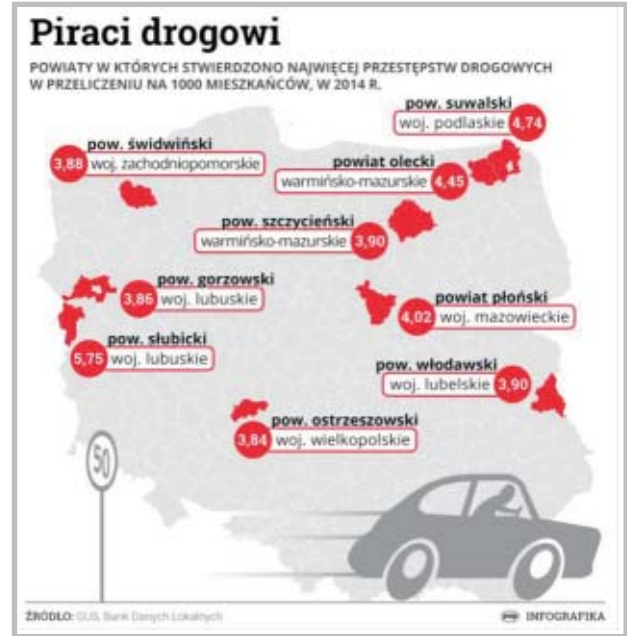 Piraci drogowi
POWIATY W KTÓRYCH STWIERDZONO NAJWIĘCEJ PRZESTĘPSTW DROGOWYCH
W PRZELICZENIU NA 1000 MIESZKAŃCÓW, W 2014 R.
pow. suwalski
woj. podlaskie 4,74
pow. świdwiński
3,88 woj. zachodniopomorskie
powiat olecki
warmińsko-mazurskie 4,45
pow. szczycieński
warmińsko-mazurskie 3,90
pow. gorzowski
3,86 woj. lubuskie
powiat płoński
4,02 woj. mazowieckie
pow. słubicki
5,75 woj. lubuskie
pow. włodawski
woj. lubelskie 3,90
pow. ostrzeszowski
3,84 woj. wielkopolskie
50
ŹRÓDŁO: GUS, Bank Danych Lokalnych
INFOGRAFIKA